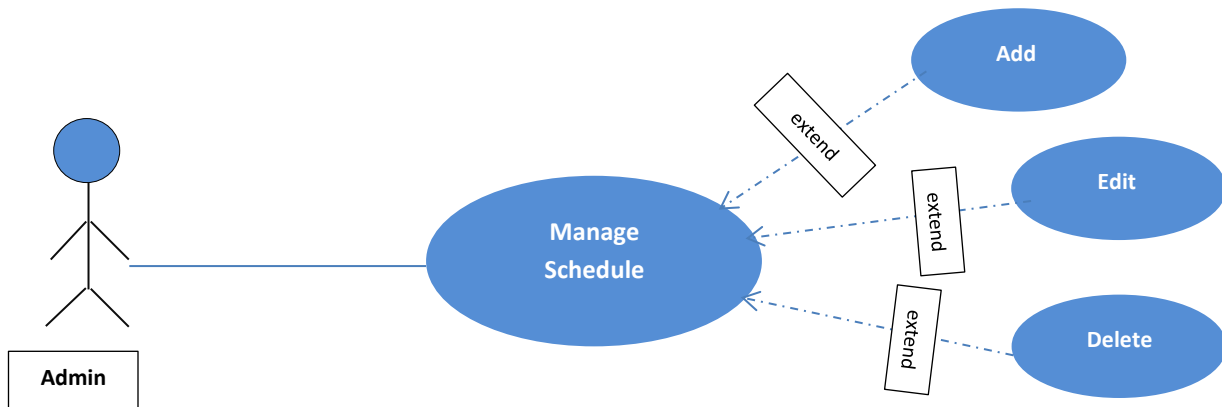 Add
extend
Edit
extend
Manage
Schedule
extend
Delete
Admin